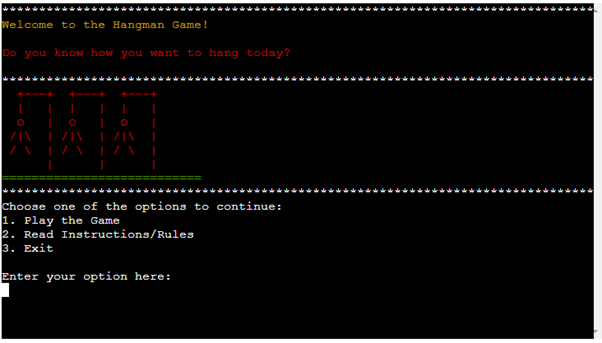 ********************************************************************************
Welcome to the Hangman Game!
Do you know how you want to hang today?
********************************************************************************
  +---+  +---+  +---+
  |   |  |   |  |   |
  O   |  O   |  O   |
 /|\  | /|\  | /|\  |
 / \  | / \  | / \  |
      |      |      |
===========================
********************************************************************************
Choose one of the options to continue:
1. Play the Game
2. Read Instructions/Rules
3. Exit
Enter your option here: